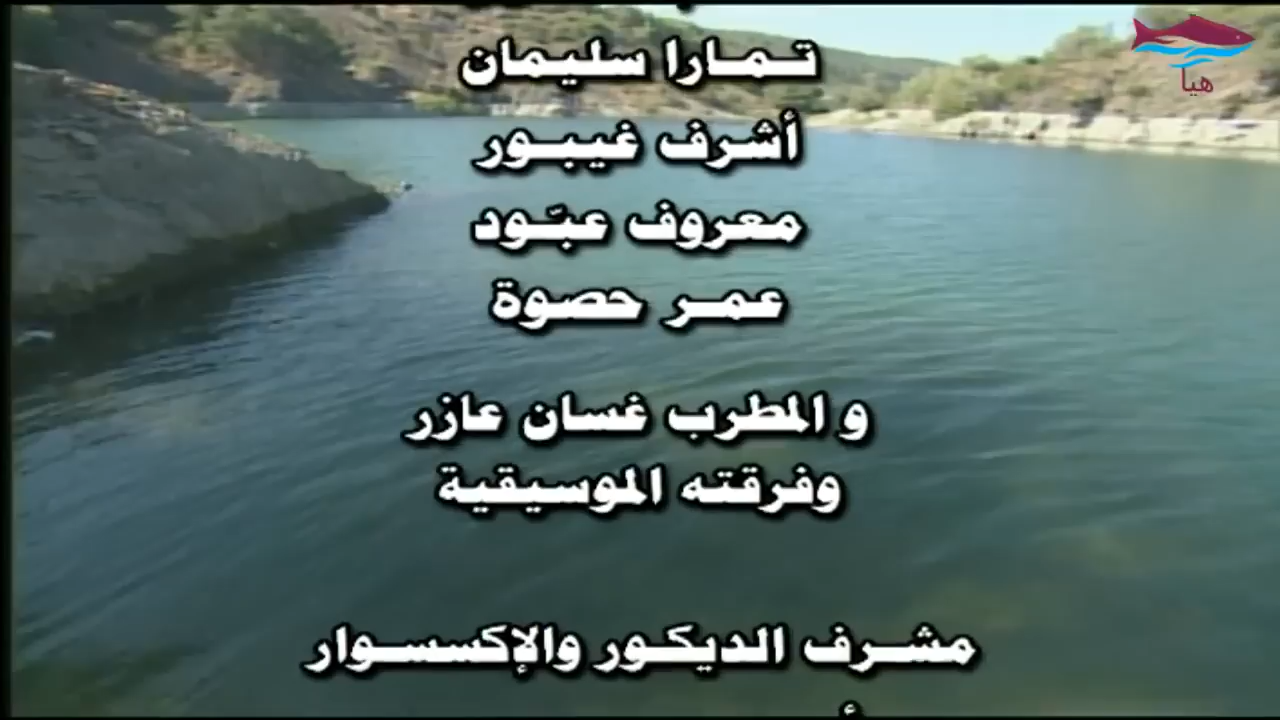 هيا
تمارا سليمان
أشرف غيبور
معروف عبّود
عمر حصوة
و المطرب غسان عازر
وفرقته الموسيقية
مشرف الديكور والإكسسوار